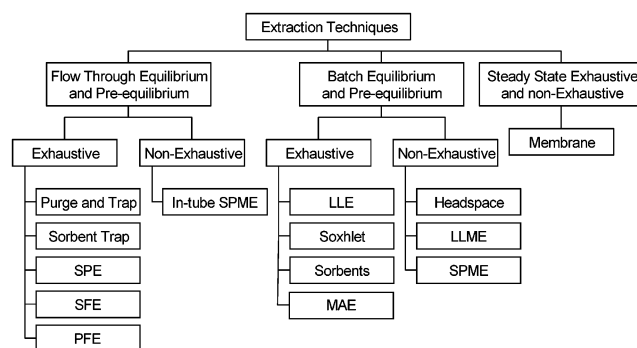 Extraction Techniques
Flow Through Equilibrium
and Pre-equilibrium
Batch Equilibrium
and Pre-equilibrium
Steady State Exhaustive
and non-Exhaustive
Exhaustive
Non-Exhaustive
Exhaustive
Non-Exhaustive
Membrane
Purge and Trap
Sorbent Trap
SPE
SFE
PFE
In-tube SPME
LLE
Soxhlet
Sorbents
MAE
Headspace
LLME
SPME